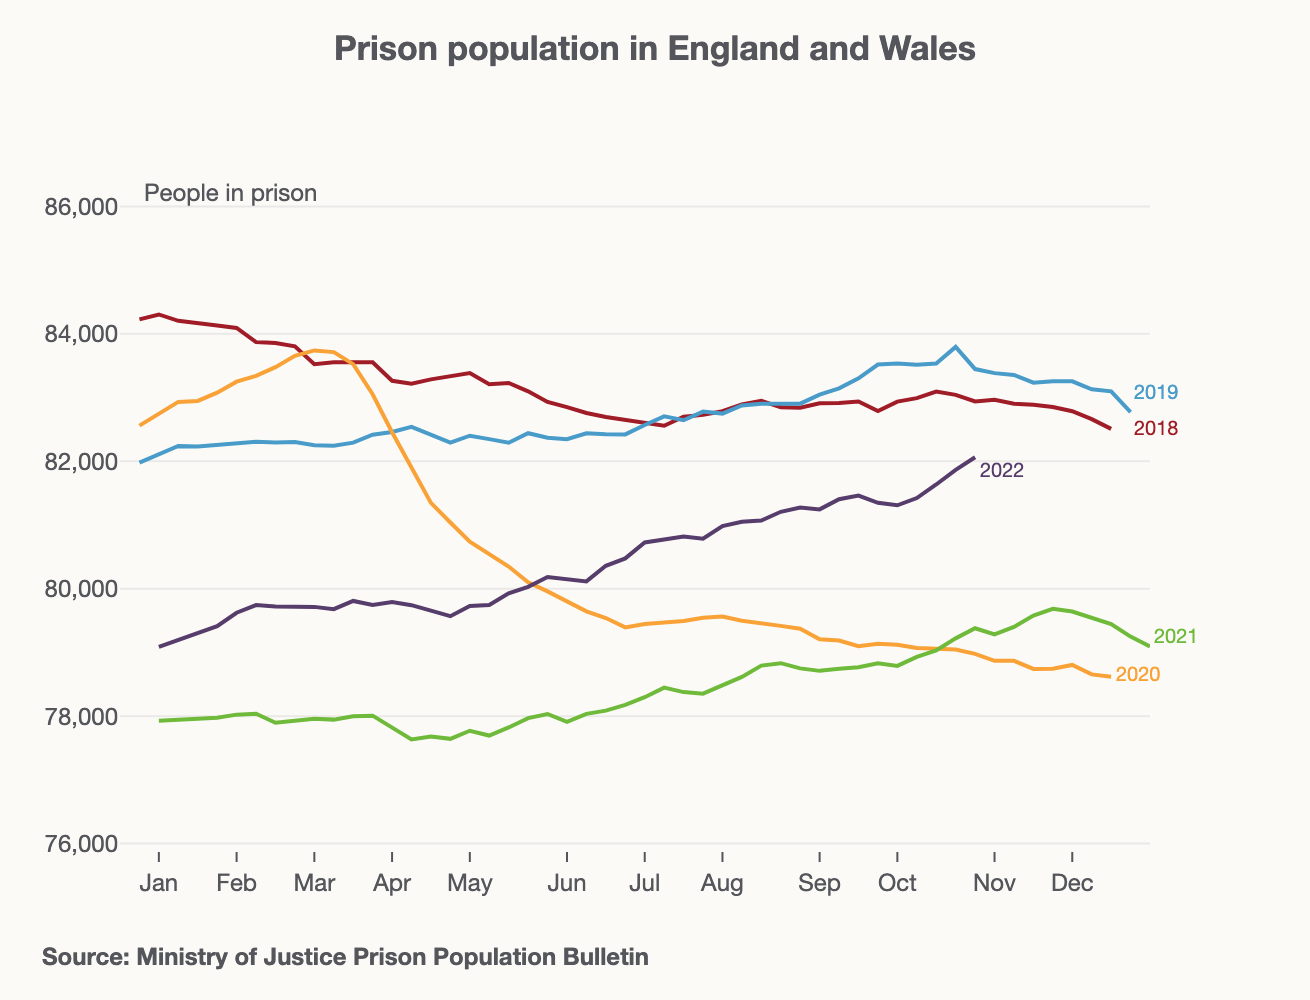 Prison population in England and Wales
People in prison
86,000
84,000
2019
2018
82,000
2022
80,000
2021
2020
78,000
76,000
Jan Feb Mar Apr May Jun Jul Aug Sep Oct Nov Dec
Source: Ministry of Justice Prison Population Bulletin